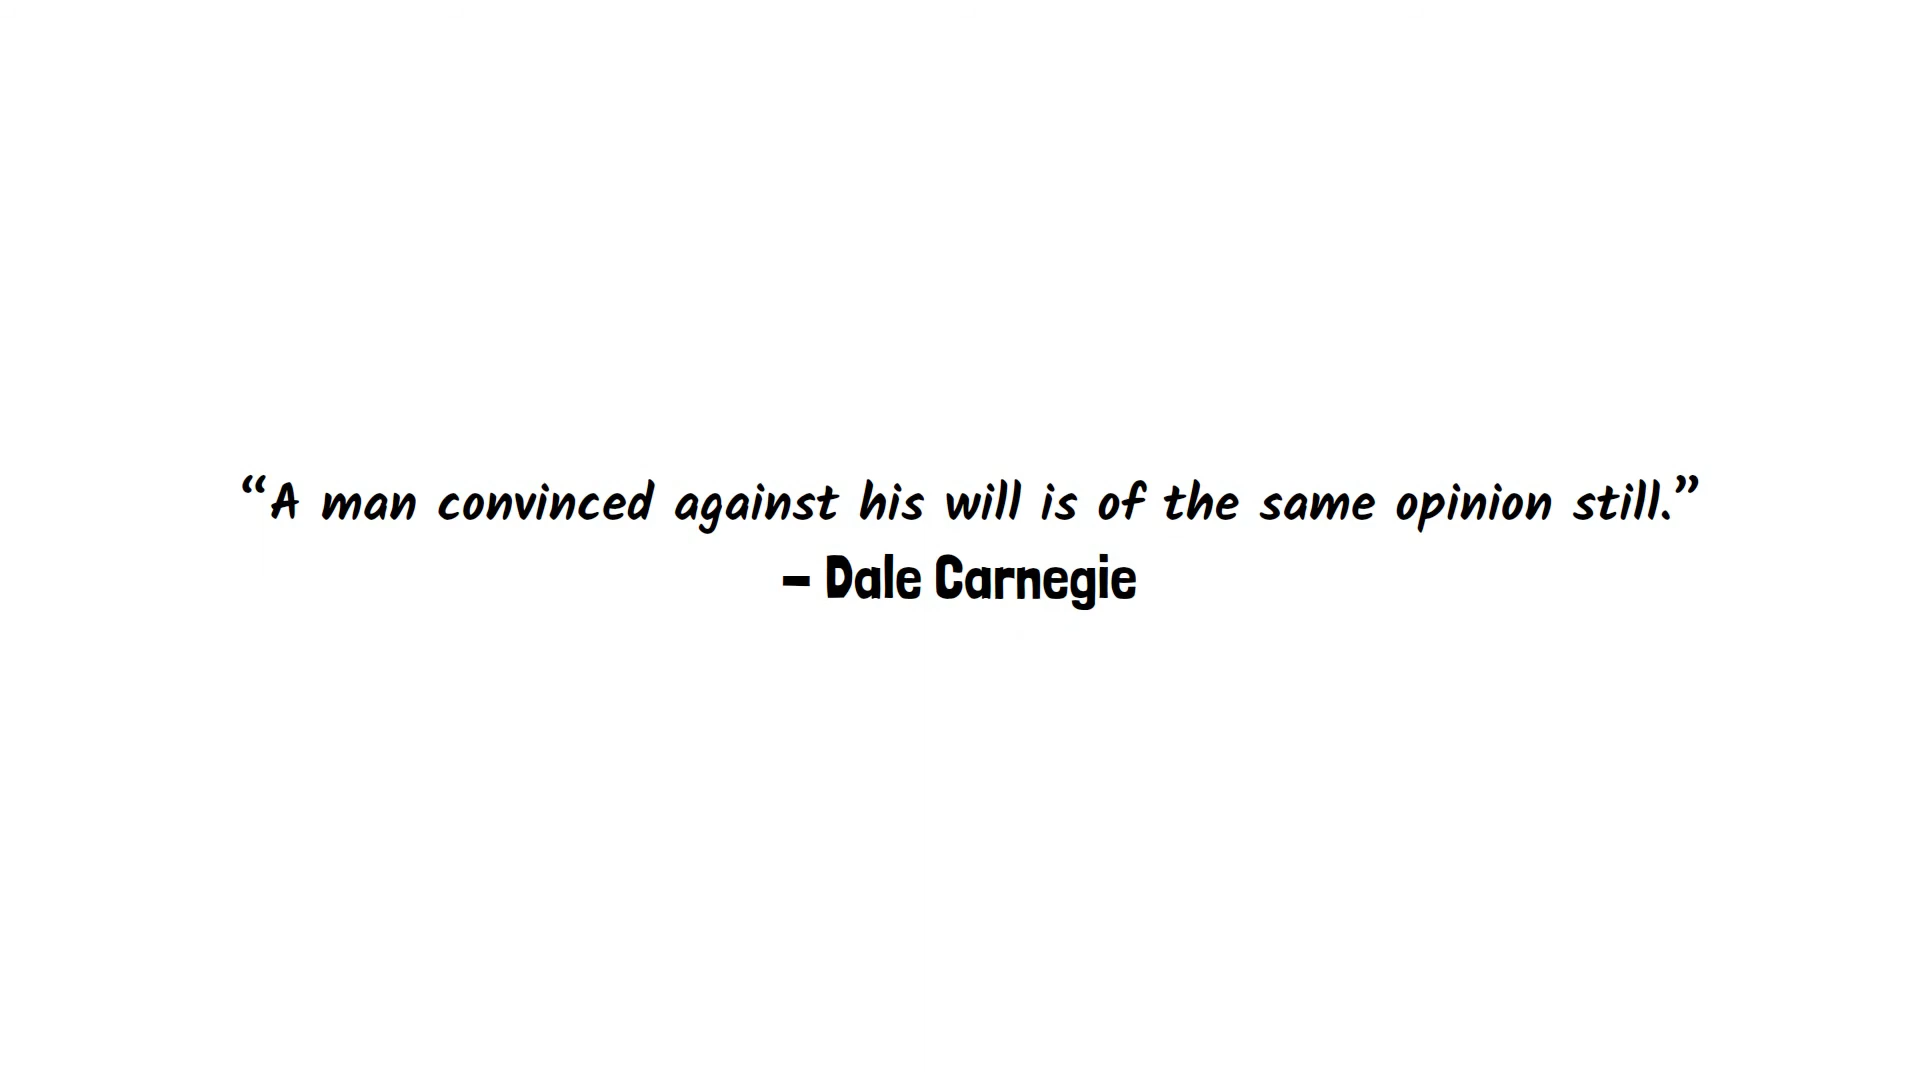 “A man convinced against his will is of the same opinion still.”
– Dale Carnegie